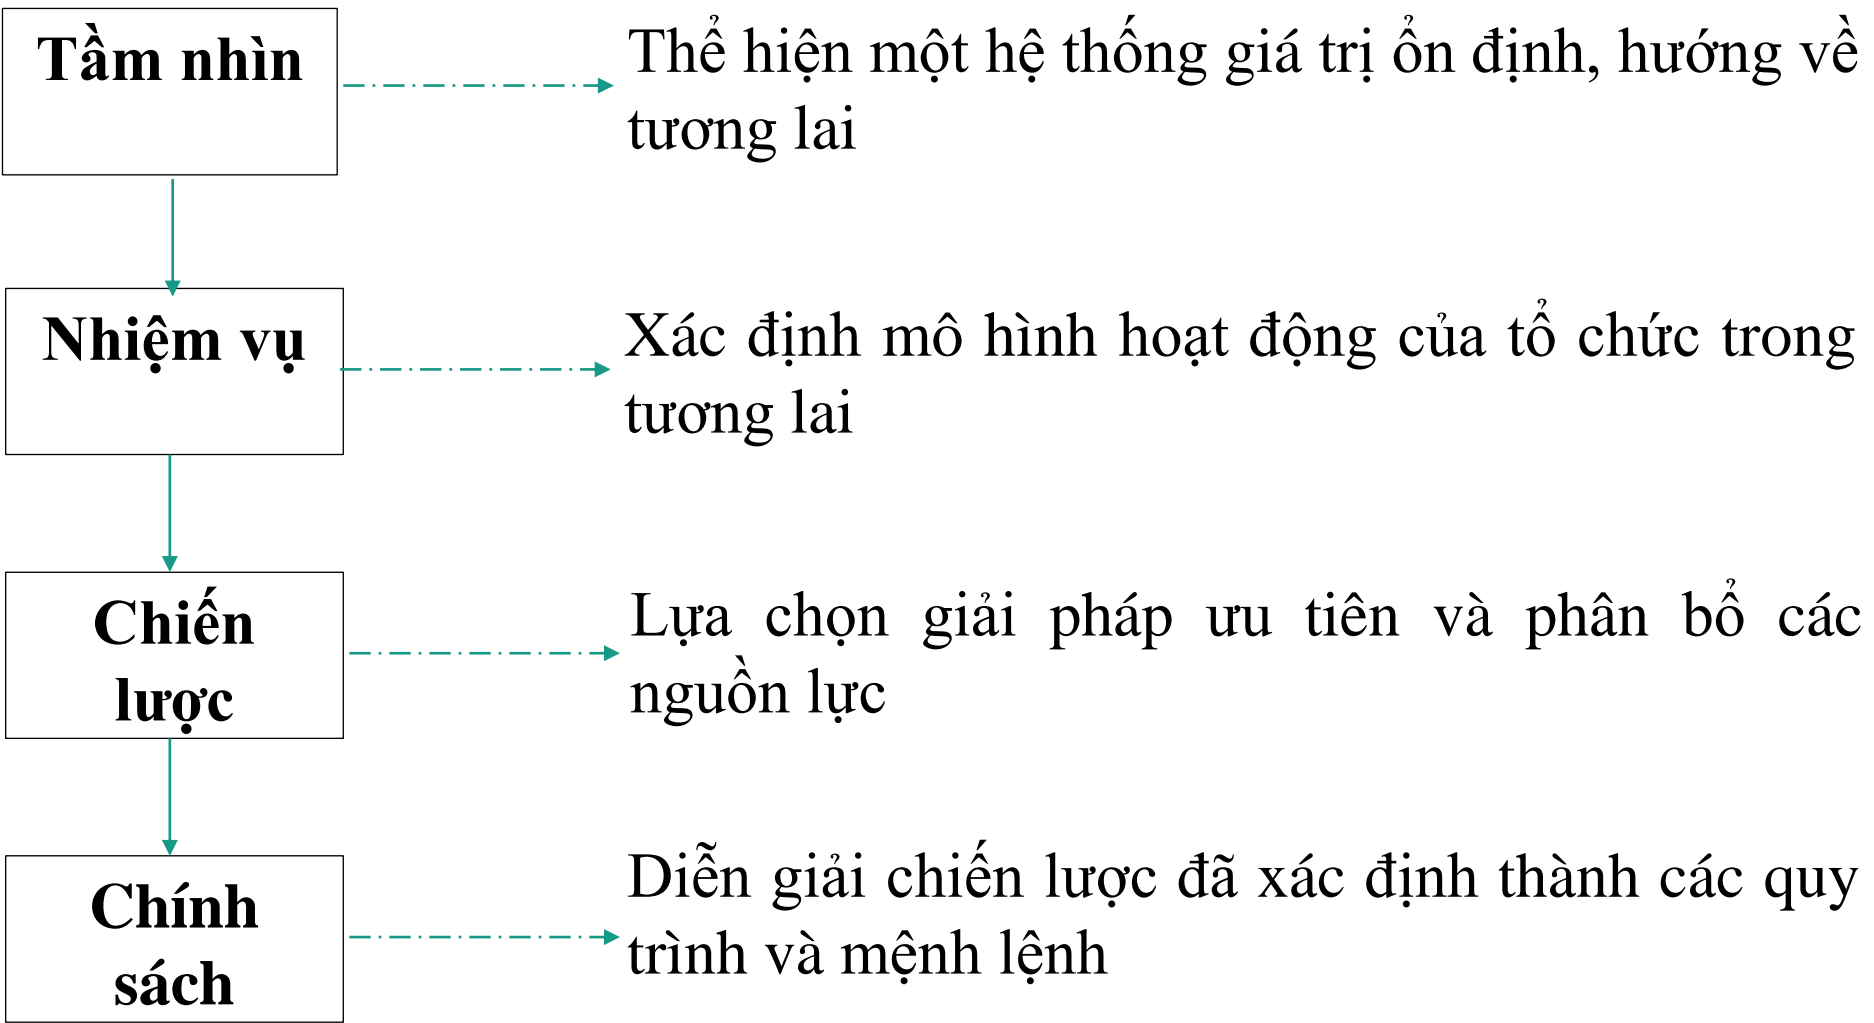 Tầm nhìn
Thể hiện một hệ thống giá trị ổn định, hướng về
tương lai
Nhiệm vụ
Xác định mô hình hoạt động của tổ chức trong
tương lai
Chiến
lược
Lựa chọn giải pháp ưu tiên và phân bổ các
nguồn lực
Chính
sách
Diễn giải chiến lược đã xác định thành các quy
trình và mệnh lệnh